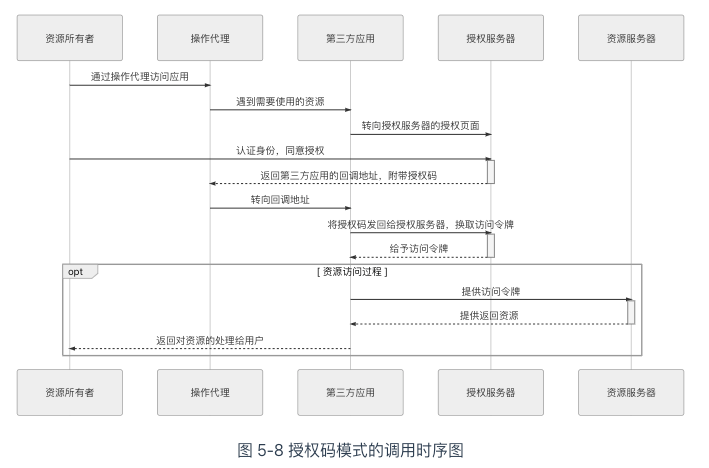 资源所有者 操作代理 第三方应用 授权服务器 资源服务器
通过操作代理访问应用
遇到需要使用的资源
转向授权服务器的授权页面
认证身份，同意授权
返回第三方应用的回调地址，附带授权码
转向回调地址
将授权码发回给授权服务器，换取访问令牌
给予访问令牌
opt [ 资源访问过程 ]
提供访问令牌
提供返回资源
返回对资源的处理给用户
资源所有者 操作代理 第三方应用 授权服务器 资源服务器
图 5-8 授权码模式的调用时序图